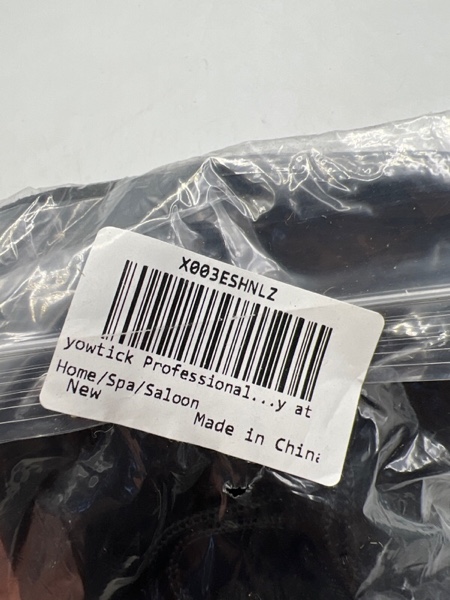 X003ESHNLZ
yowtick Professional...y at
Home/Spa/Saloon
New
Made in China